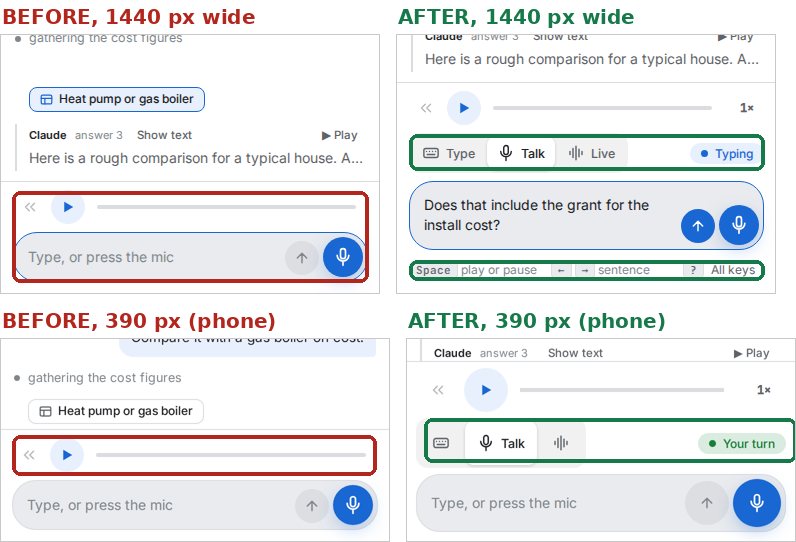 BEFORE, 1440 px wide
gathering the cost figures
Heat pump or gas boiler
Claude answer 3 Show text ▶ Play
Here is a rough comparison for a typical house. A...
Type, or press the mic
AFTER, 1440 px wide
Claude answer 3 Show text ▶ Play
Here is a rough comparison for a typical house. A...
1×
Type Talk Live Typing
Does that include the grant for the
install cost?
Space play or pause ← → sentence ? All keys
BEFORE, 390 px (phone)
Compare it with a gas boiler on cost.
gathering the cost figures
Heat pump or gas boiler
Type, or press the mic
AFTER, 390 px (phone)
Claude answer 3 Show text ▶ Play
1×
Talk Your turn
Type, or press the mic